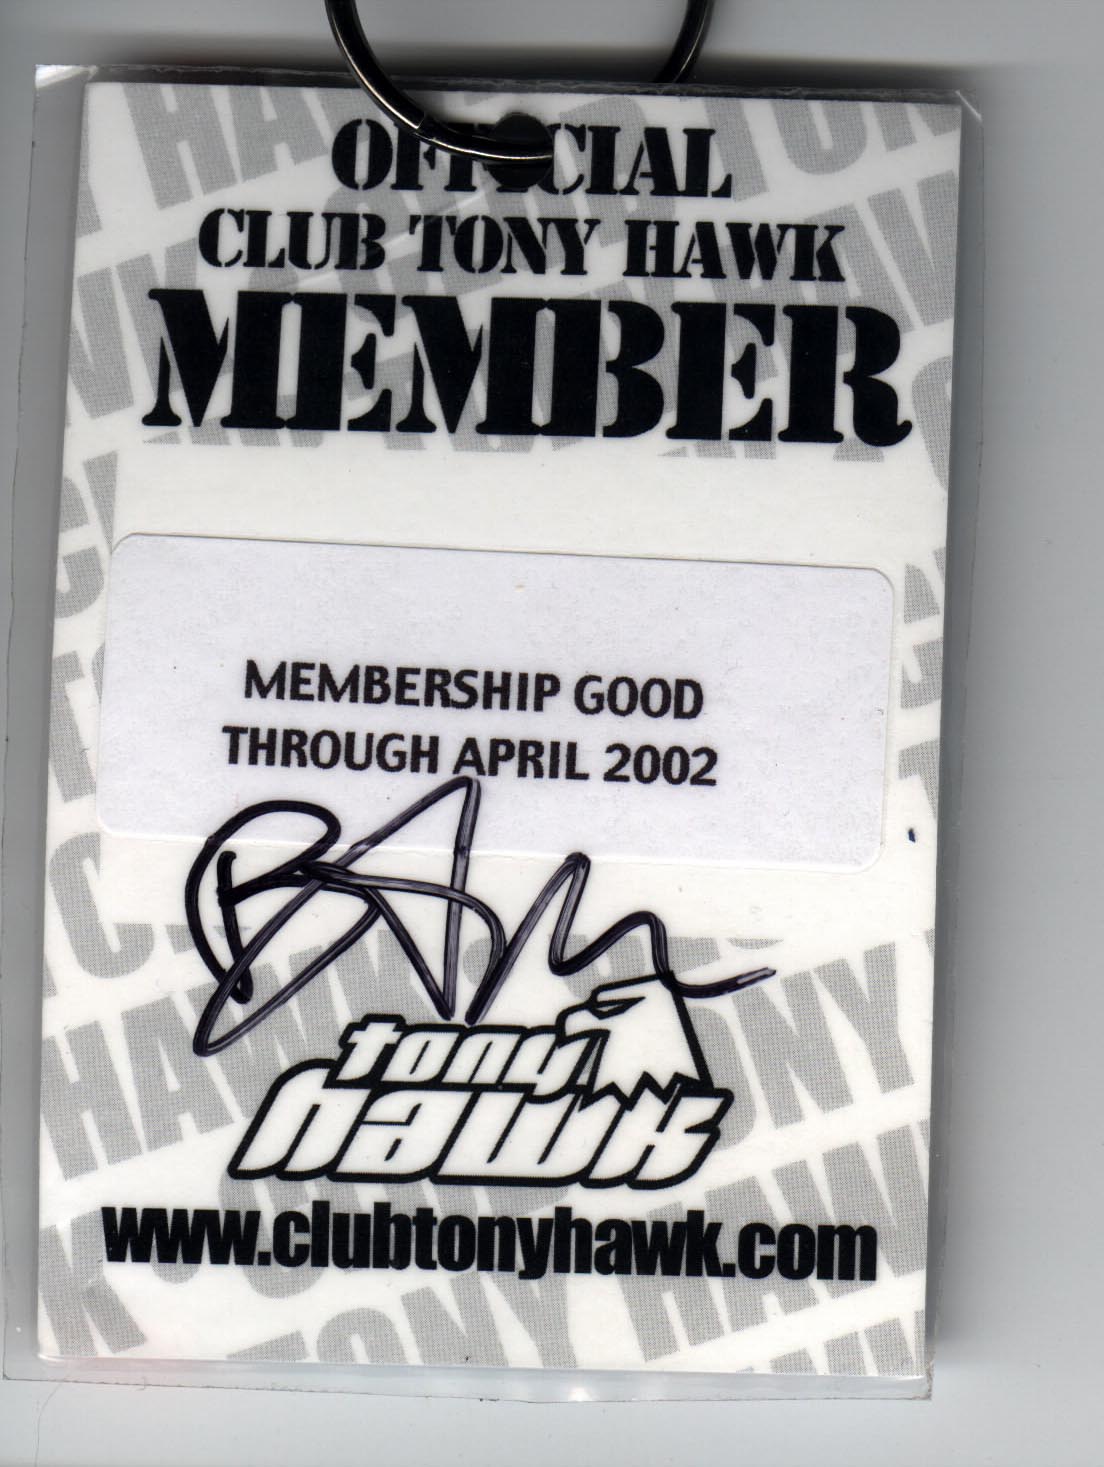 OFFICIAL
CLUB TONY HAWK
MEMBER
MEMBERSHIP GOOD
THROUGH APRIL 2002
BAM
tony
hawk
www.clubtonyhawk.com